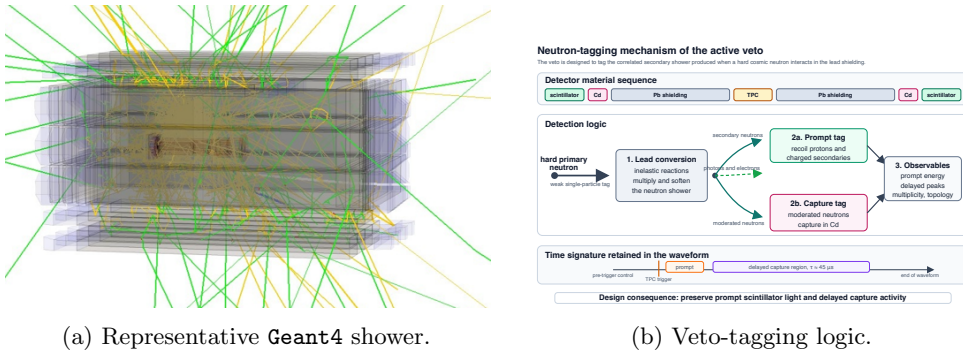 Neutron-tagging mechanism of the active veto
The veto is designed to tag the correlated secondary shower produced when a hard cosmic neutron interacts in the lead shielding.
Detector material sequence
scintillator Cd Pb shielding TPC Pb shielding Cd scintillator
Detection logic
hard primary
neutron
weak single-particle tag
1. Lead conversion
inelastic reactions
multiply and soften
the neutron shower
secondary neutrons
photons and electrons
moderated neutrons
2a. Prompt tag
recoil protons and
charged secondaries
2b. Capture tag
moderated neutrons
capture in Cd
3. Observables
prompt energy
delayed peaks
multiplicity, topology
Time signature retained in the waveform
pre-trigger control
TPC trigger
prompt
delayed capture region, τ ≈ 45 μs
end of waveform
Design consequence: preserve prompt scintillator light and delayed capture activity
(a) Representative Geant4 shower.
(b) Veto-tagging logic.